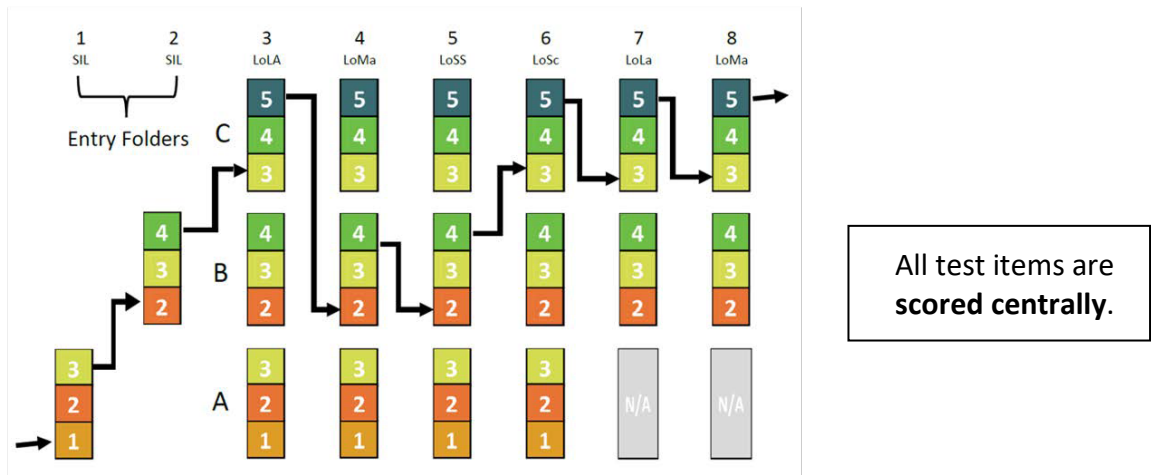 1 2 3 4 5 6 7 8
SIL SIL LoLA LoMa LoSS LoSc LoLa LoMa
Entry Folders
C
5 5 5 5 5 5
4 4 4 4 4 4
3 3 3 3 3 3
B
4 4 4 4 4 4 4
3 3 3 3 3 3 3
2 2 2 2 2 2 2
A
3 3 3 3 3
2 2 2 2 2
1 1 1 1 1
N/A N/A
All test items are
scored centrally.